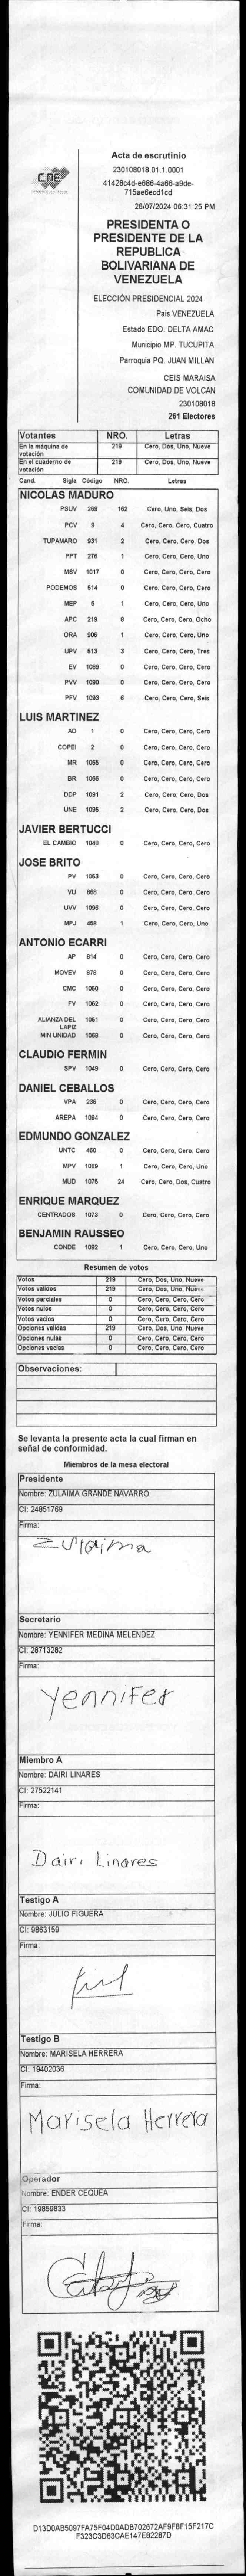 CNE
Acta de escrutinio
230108018.01.1.0001
41428c4d-e686-4a66-a9de-
715ae6ecd1cd
28/07/2024 06:31:25 PM
PRESIDENTA O
PRESIDENTE DE LA
REPUBLICA
BOLIVARIANA DE
VENEZUELA
ELECCIÓN PRESIDENCIAL 2024
Pais VENEZUELA
Estado EDO. DELTA AMAC
Municipio MP. TUCUPITA
Parroquia PQ. JUAN MILLAN
CEIS MARAISA
COMUNIDAD DE VOLCAN
230108018
261 Electores
Votantes NRO. Letras
En la máquina de votación 219 Cero, Dos, Uno, Nueve
En el cuaderno de votación 219 Cero, Dos, Uno, Nueve
Cand. Sigla Código NRO. Letras
NICOLAS MADURO
PSUV 269 162 Cero, Uno, Seis, Dos
PCV 9 4 Cero, Cero, Cero, Cuatro
TUPAMARO 931 2 Cero, Cero, Cero, Dos
PPT 276 1 Cero, Cero, Cero, Uno
MSV 1017 0 Cero, Cero, Cero, Cero
PODEMOS 514 0 Cero, Cero, Cero, Cero
MEP 6 1 Cero, Cero, Cero, Uno
APC 219 8 Cero, Cero, Cero, Ocho
ORA 906 1 Cero, Cero, Cero, Uno
UPV 513 3 Cero, Cero, Cero, Tres
EV 1089 0 Cero, Cero, Cero, Cero
PVV 1090 0 Cero, Cero, Cero, Cero
PFV 1093 6 Cero, Cero, Cero, Seis
LUIS MARTINEZ
AD 1 0 Cero, Cero, Cero, Cero
COPEI 2 0 Cero, Cero, Cero, Cero
MR 1065 0 Cero, Cero, Cero, Cero
BR 1066 0 Cero, Cero, Cero, Cero
DDP 1091 2 Cero, Cero, Cero, Dos
UNE 1095 2 Cero, Cero, Cero, Dos
JAVIER BERTUCCI
EL CAMBIO 1048 0 Cero, Cero, Cero, Cero
JOSE BRITO
PV 1053 0 Cero, Cero, Cero, Cero
VU 868 0 Cero, Cero, Cero, Cero
UVV 1096 0 Cero, Cero, Cero, Cero
MPJ 458 1 Cero, Cero, Cero, Uno
ANTONIO ECARRI
AP 814 0 Cero, Cero, Cero, Cero
MOVEV 878 0 Cero, Cero, Cero, Cero
CMC 1050 0 Cero, Cero, Cero, Cero
FV 1062 0 Cero, Cero, Cero, Cero
ALIANZA DEL LAPIZ 1061 0 Cero, Cero, Cero, Cero
MIN UNIDAD 1068 0 Cero, Cero, Cero, Cero
CLAUDIO FERMIN
SPV 1049 0 Cero, Cero, Cero, Cero
DANIEL CEBALLOS
VPA 236 0 Cero, Cero, Cero, Cero
AREPA 1094 0 Cero, Cero, Cero, Cero
EDMUNDO GONZALEZ
UNTC 460 0 Cero, Cero, Cero, Cero
MPV 1069 1 Cero, Cero, Cero, Uno
MUD 1075 24 Cero, Cero, Dos, Cuatro
ENRIQUE MARQUEZ
CENTRADOS 1073 0 Cero, Cero, Cero, Cero
BENJAMIN RAUSSEO
CONDE 1092 1 Cero, Cero, Cero, Uno
Resumen de votos
Votos 219 Cero, Dos, Uno, Nueve
Votos validos 219 Cero, Dos, Uno, Nueve
Votos parciales 0 Cero, Cero, Cero, Cero
Votos nulos 0 Cero, Cero, Cero, Cero
Votos vacios 0 Cero, Cero, Cero, Cero
Opciones validas 219 Cero, Dos, Uno, Nueve
Opciones nulas 0 Cero, Cero, Cero, Cero
Opciones vacias 0 Cero, Cero, Cero, Cero
Observaciones:
Se levanta la presente acta la cual firman en
señal de conformidad.
Miembros de la mesa electoral
Presidente
Nombre: ZULAIMA GRANDE NAVARRO
CI: 24851769
Firma:
Zulaima
Secretario
Nombre: YENNIFER MEDINA MELENDEZ
CI: 28713282
Firma:
Yennifer
Miembro A
Nombre: DAIRI LINARES
CI: 27522141
Firma:
Dairi Linares
Testigo A
Nombre: JULIO FIGUERA
CI: 9863159
Firma:
Testigo B
Nombre: MARISELA HERRERA
CI: 19402036
Firma:
Marisela Herrera
Operador
Nombre: ENDER CEQUEA
CI: 19859833
Firma:
D13D0AB5097FA75F04D0ADB702672AF9F8F15F217C
F323C3D63CAE147E82287D